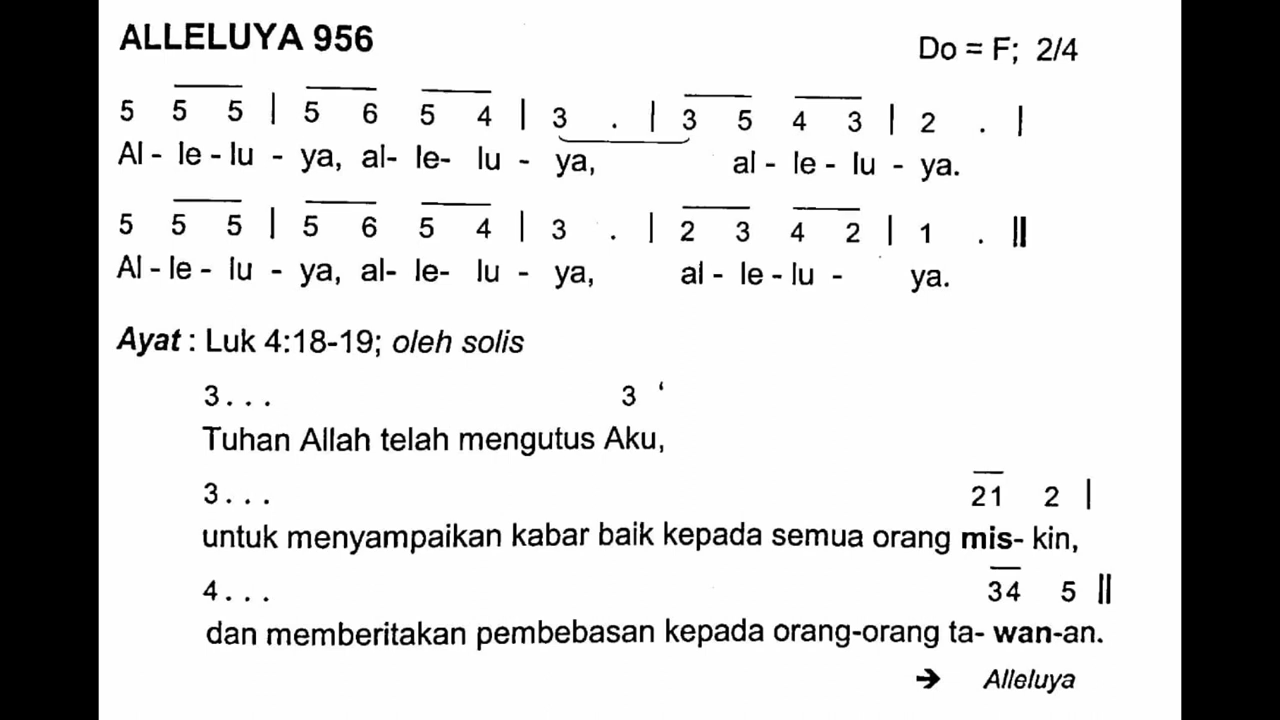 ALLELUYA 956
Do = F; 2/4
5 5 5 | 5 6 5 4 | 3 . | 3 5 4 3 | 2 . |
Al - le - lu - ya, al- le- lu - ya, al - le - lu - ya.
5 5 5 | 5 6 5 4 | 3 . | 2 3 4 2 | 1 . ||
Al - le - lu - ya, al- le- lu - ya, al - le - lu - ya.
Ayat : Luk 4:18-19; oleh solis
3 . . . 3 ‘
Tuhan Allah telah mengutus Aku,
3 . . . 21 2 |
untuk menyampaikan kabar baik kepada semua orang mis- kin,
4 . . . 34 5 ||
dan memberitakan pembebasan kepada orang-orang ta- wan-an.
➔ Alleluya